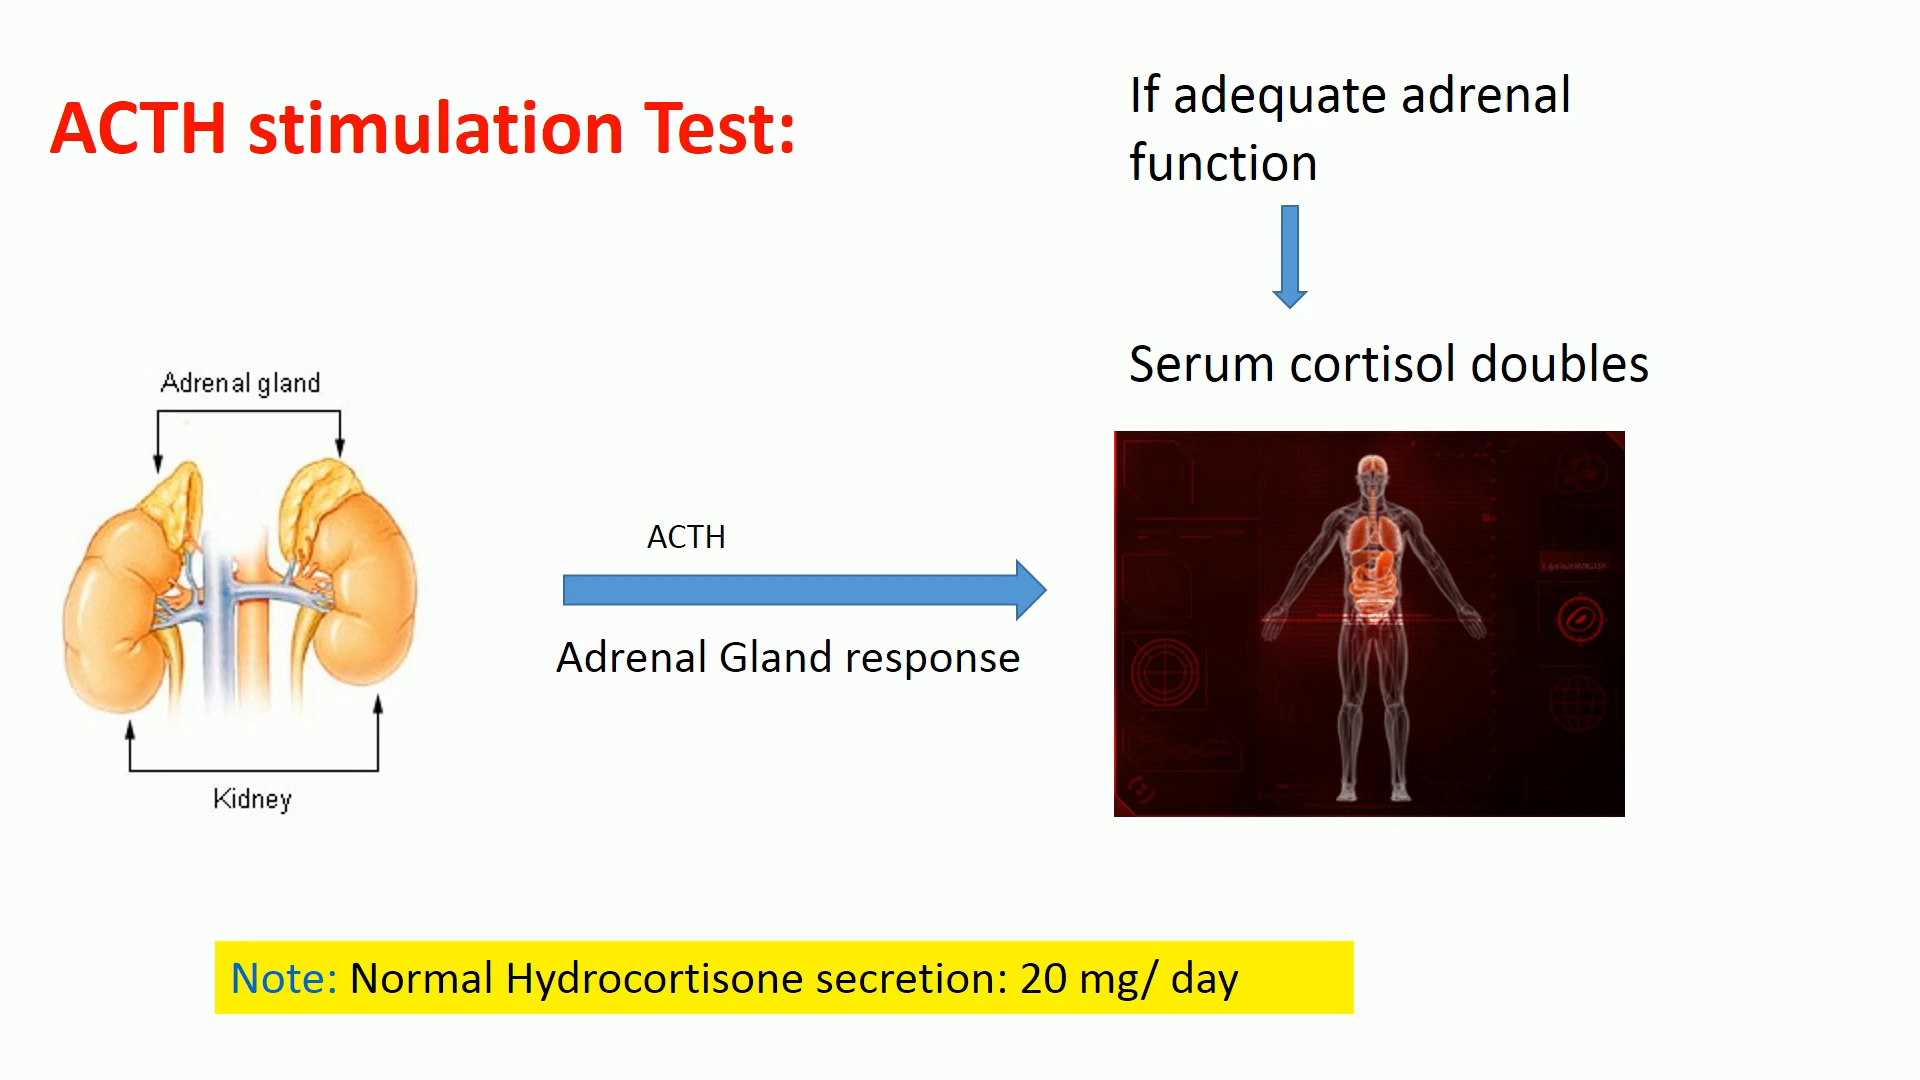 ACTH stimulation Test:
If adequate adrenal
function
Serum cortisol doubles
Adrenal gland
ACTH
Adrenal Gland response
Kidney
Note: Normal Hydrocortisone secretion: 20 mg/ day